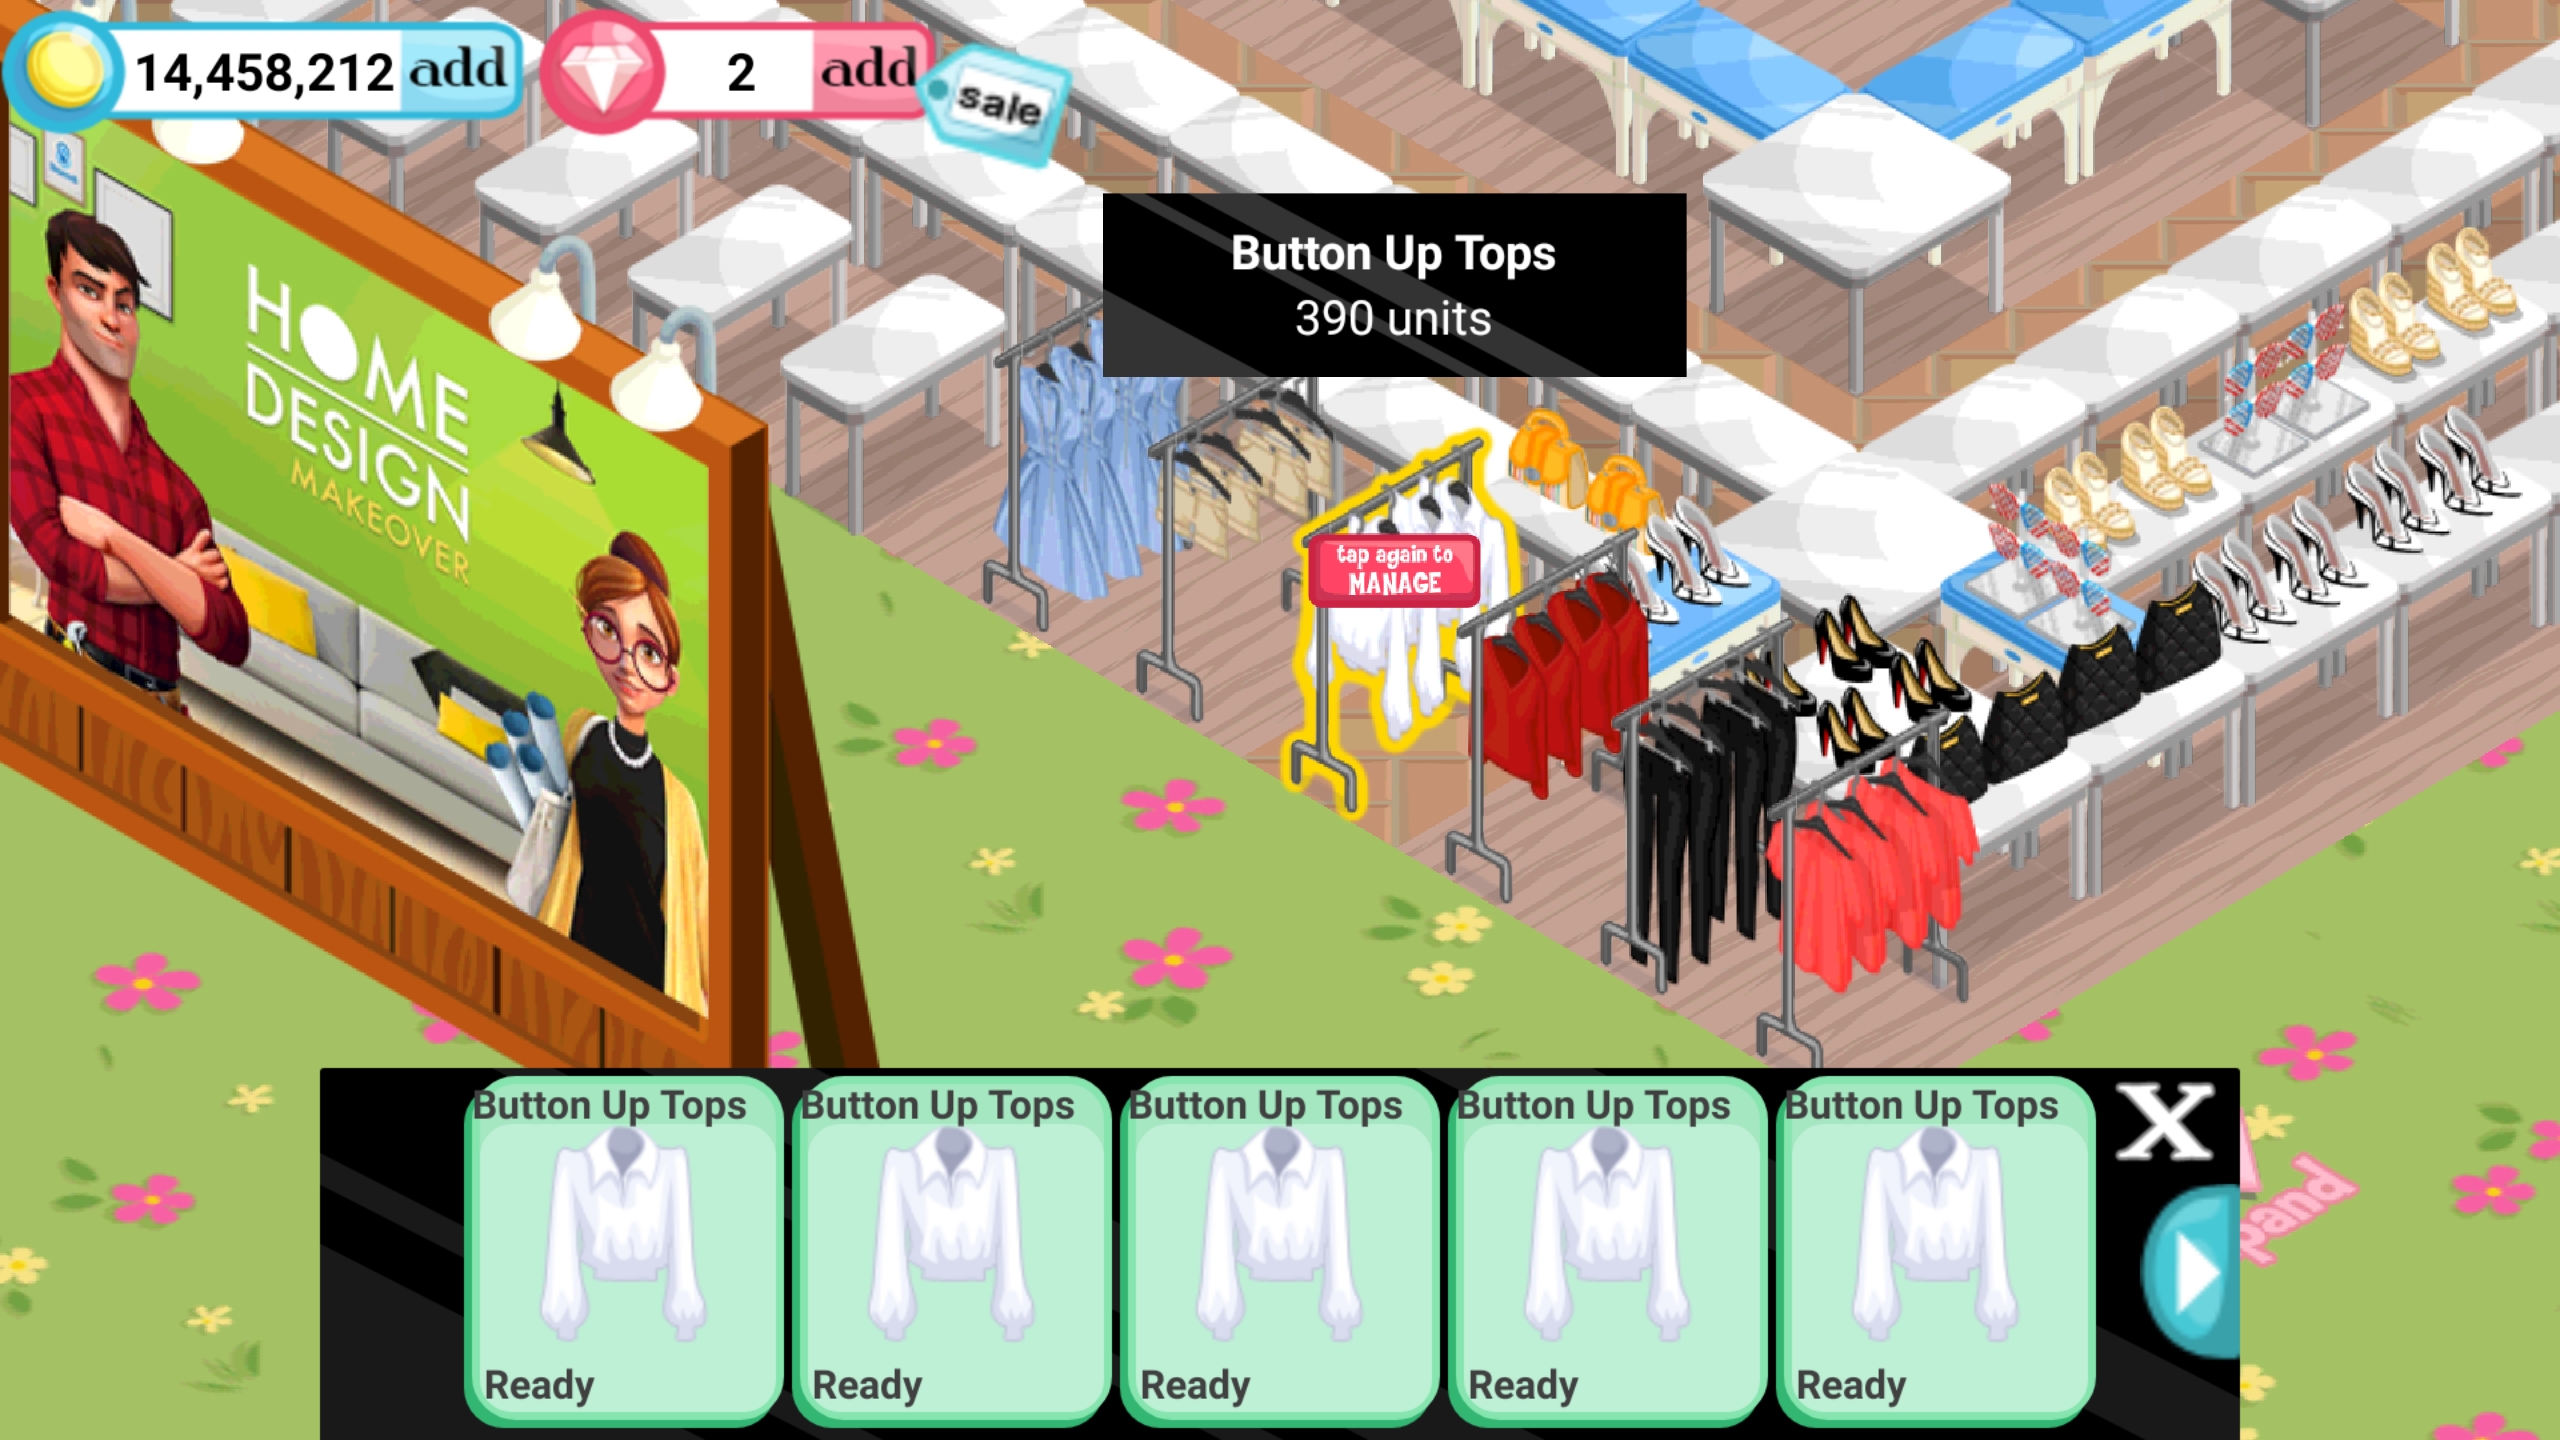 14,458,212 add
2 add
sale
HOME
DESIGN
MAKEOVER
Button Up Tops
390 units
tap again to
MANAGE
Button Up Tops
Ready
Button Up Tops
Ready
Button Up Tops
Ready
Button Up Tops
Ready
Button Up Tops
Ready
X
pand